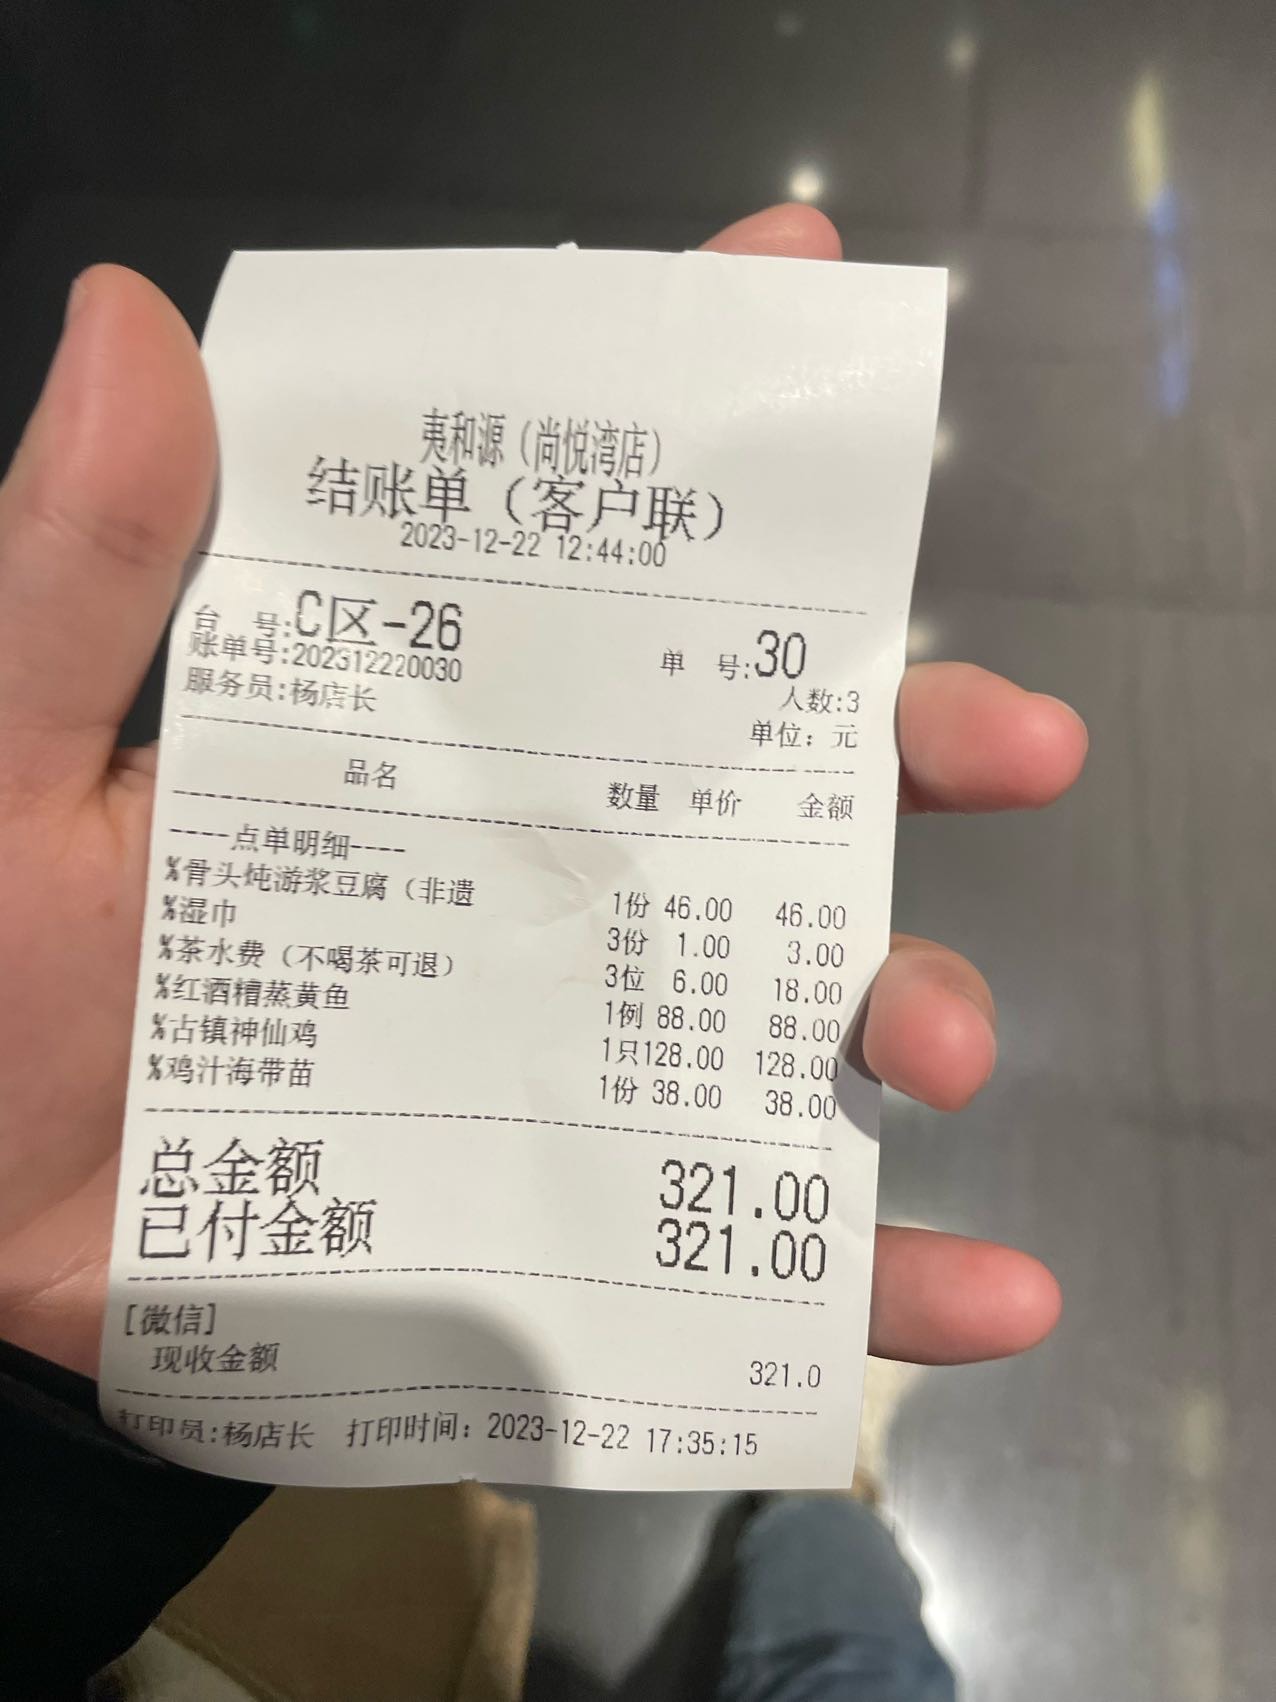 夷和源（尚悦湾店）
结账单（客户联）
2023-12-22 12:44:00
台 号:C区-26 单 号:30
账单号:202312220030 人数:3
服务员:杨店长 单位：元
品名 数量 单价 金额
----点单明细----
%骨头炖游浆豆腐（非遗 1份 46.00 46.00
%湿巾 3份 1.00 3.00
%茶水费（不喝茶可退） 3位 6.00 18.00
%红酒糟蒸黄鱼 1例 88.00 88.00
%古镇神仙鸡 1只128.00 128.00
%鸡汁海带苗 1份 38.00 38.00
总金额 321.00
已付金额 321.00
[微信]
现收金额 321.0
打印员:杨店长 打印时间：2023-12-22 17:35:15